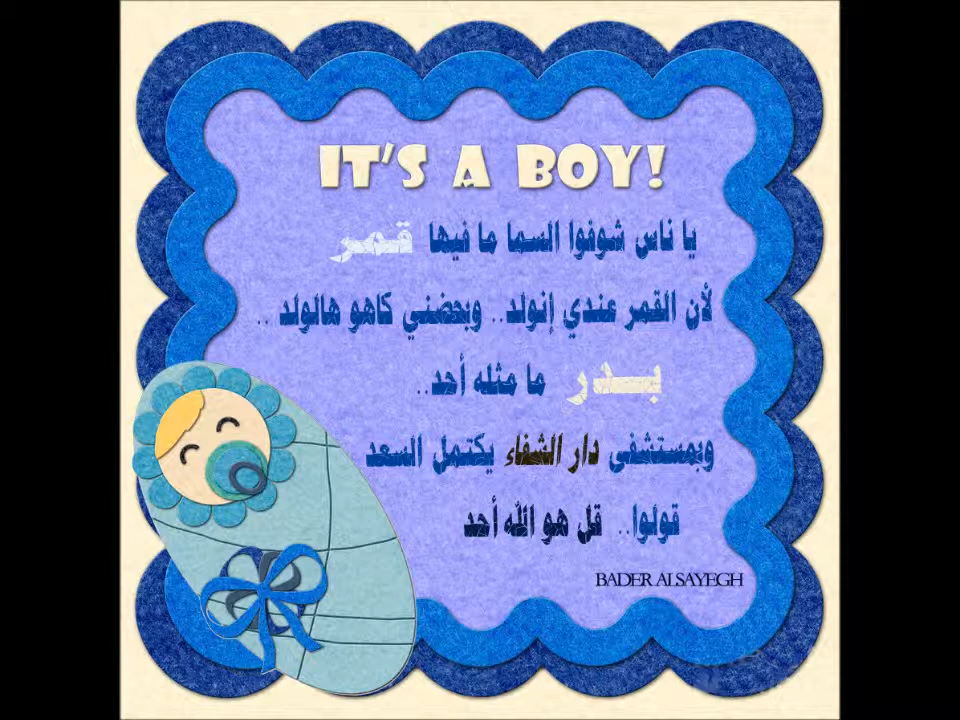 IT'S A BOY!
يا ناس شوفوا السما ما فيها قمر
لأن القمر عندي إنولد.. وبحضني كاهو هالولد ..
بدر ما مثله أحد..
وبمستشفى دار الشفاء يكتمل السعد
قولوا.. قل هو الله أحد
BADER ALSAYEGH